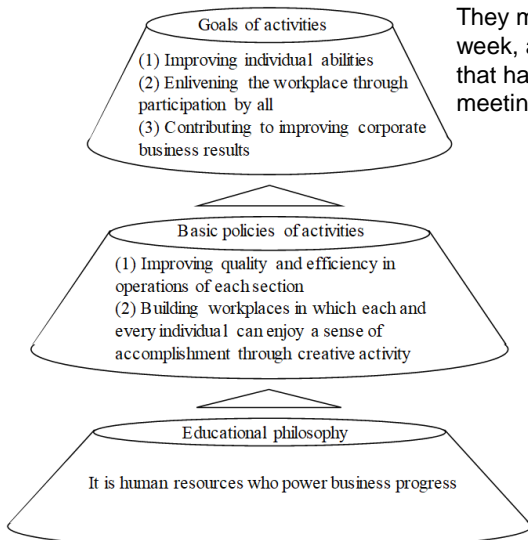 Goals of activities
(1) Improving individual abilities
(2) Enlivening the workplace through
participation by all
(3) Contributing to improving corporate
business results
Basic policies of activities
(1) Improving quality and efficiency in
operations of each section
(2) Building workplaces in which each and
every individual can enjoy a sense of
accomplishment through creative activity
Educational philosophy
It is human resources who power business progress
They
week,
that